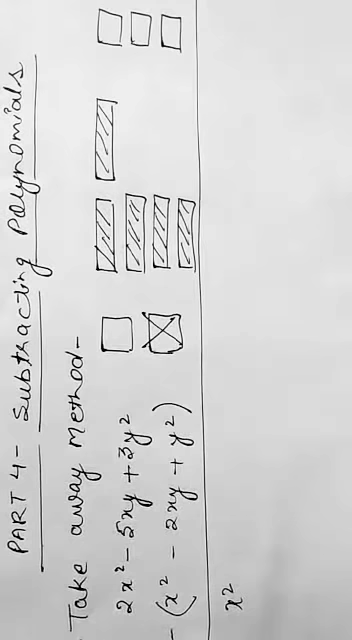 PART 4 - Subtracting Polynomials
Take away Method -
2x² - 5xy + 3y²
- (x² - 2xy + y²)
x²